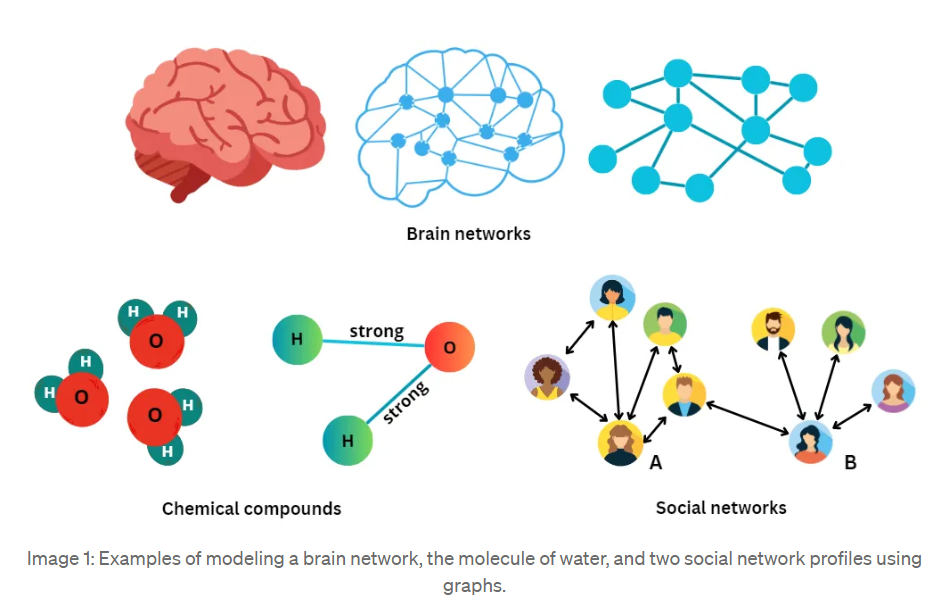 Brain networks
H
H
O
H
H
O
O
H
H
H
strong
O
strong
H
A
B
Chemical compounds
Social networks
Image 1: Examples of modeling a brain network, the molecule of water, and two social network profiles using
graphs.